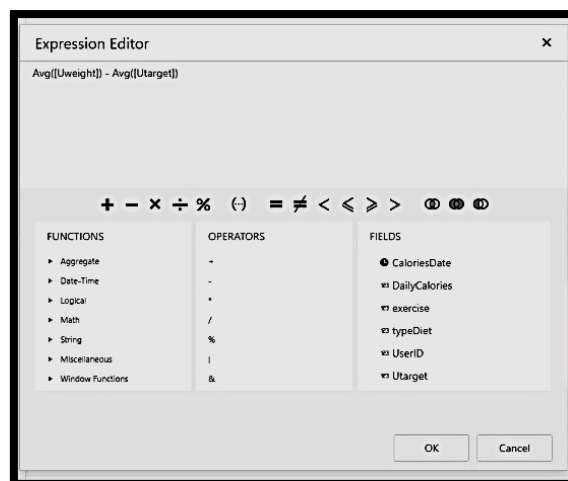 Expression Editor ×
Avg([Uweight]) - Avg([Utarget])
+ − × ÷ % (··) = ≠ < ⩽ ⩾ >
FUNCTIONS
Aggregate
Date-Time
Logical
Math
String
Miscellaneous
Window Functions
OPERATORS
+
-
*
/
%
|
&
FIELDS
CaloriesDate
DailyCalories
exercise
typeDiet
UserID
Utarget
OK Cancel